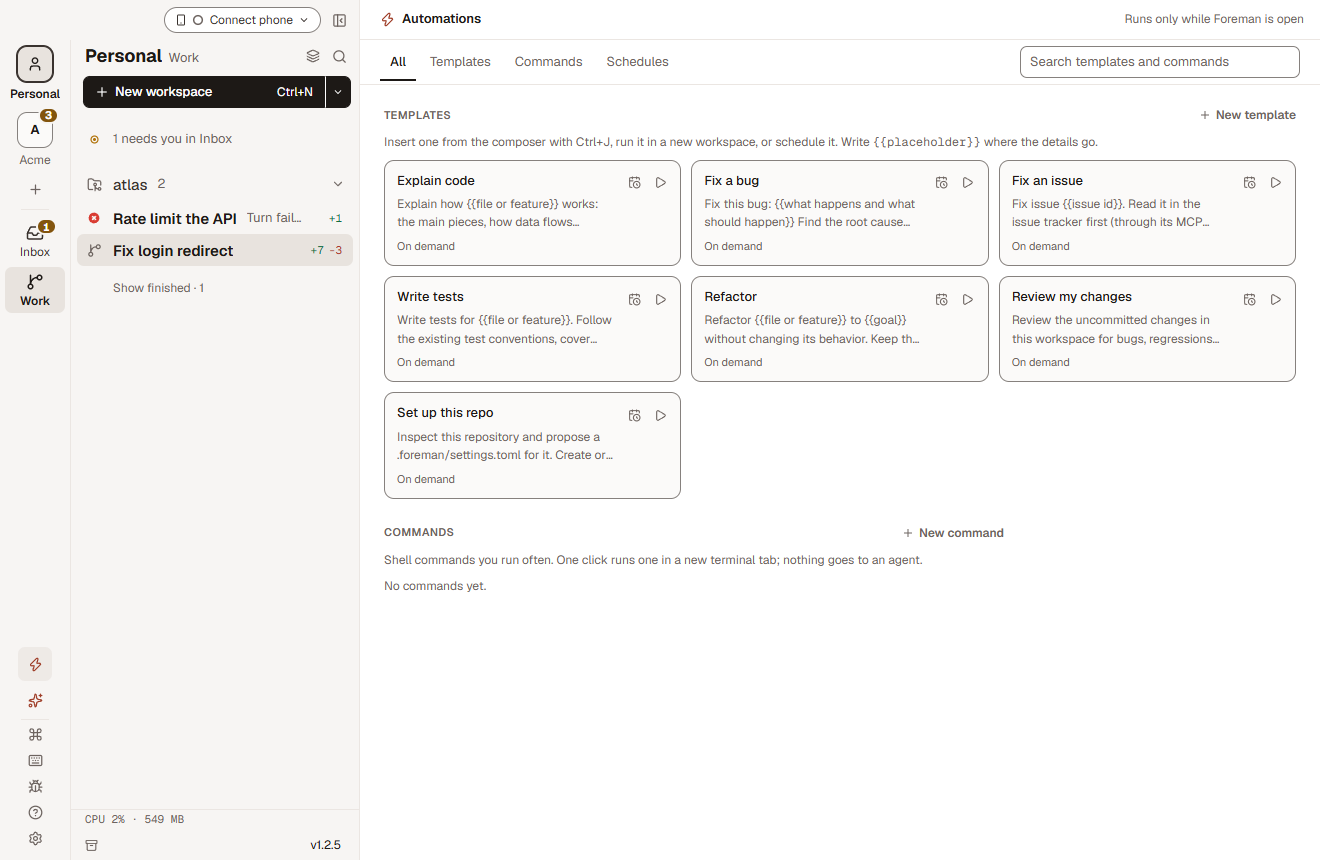 Connect phone
Automations
Runs only while Foreman is open
Personal
Personal Work
New workspace Ctrl+N
A
3
Acme
1 needs you in Inbox
atlas 2
Rate limit the API Turn fail… +1
1
Inbox
Fix login redirect +7 -3
Work
Show finished · 1
CPU 2% · 549 MB
v1.2.5
All Templates Commands Schedules
Search templates and commands
TEMPLATES
New template
Insert one from the composer with Ctrl+J, run it in a new workspace, or schedule it. Write {{placeholder}} where the details go.
Explain code
Explain how {{file or feature}} works:
the main pieces, how data flows…
On demand
Fix a bug
Fix this bug: {{what happens and what
should happen}} Find the root cause…
On demand
Fix an issue
Fix issue {{issue id}}. Read it in the
issue tracker first (through its MCP…
On demand
Write tests
Write tests for {{file or feature}}. Follow
the existing test conventions, cover…
On demand
Refactor
Refactor {{file or feature}} to {{goal}}
without changing its behavior. Keep th…
On demand
Review my changes
Review the uncommitted changes in
this workspace for bugs, regressions…
On demand
Set up this repo
Inspect this repository and propose a
.foreman/settings.toml for it. Create or…
On demand
COMMANDS
New command
Shell commands you run often. One click runs one in a new terminal tab; nothing goes to an agent.
No commands yet.